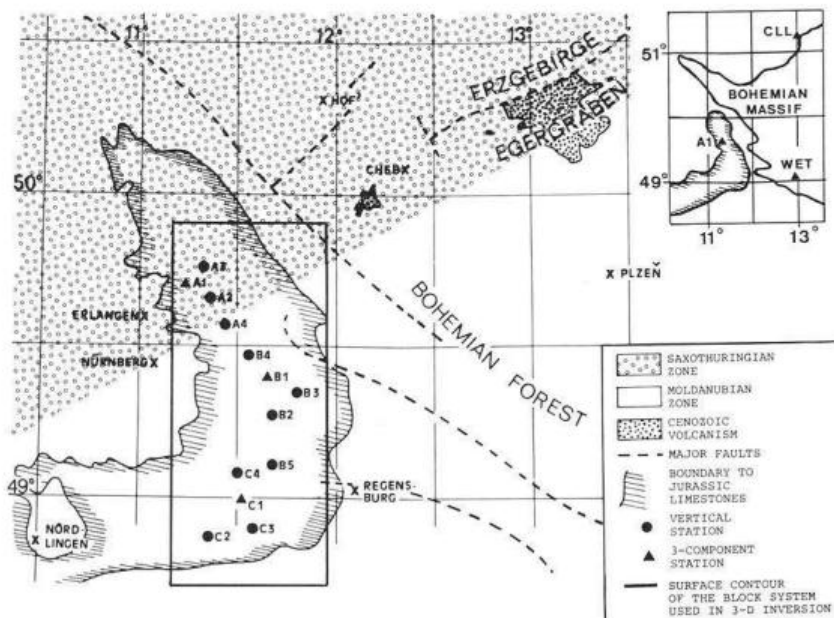 11°
12°
13°
50°
49°
× HOF
ERZGEBIRGE
EGERGRABEN
CHEB×
× PLZEŇ
BOHEMIAN FOREST
A3
A1
A2
A4
ERLANGEN×
NÜRNBERG×
B4
B1
B3
B2
B5
C4
C1
C2
C3
× REGENS-
BURG
NÖRD-
× LINGEN
CLL
51°
BOHEMIAN
MASSIF
A1
WET
49°
11°
13°
SAXOTHURINGIAN
ZONE
MOLDANUBIAN
ZONE
CENOZOIC
VOLCANISM
MAJOR FAULTS
BOUNDARY TO
JURASSIC
LIMESTONES
VERTICAL
STATION
3-COMPONENT
STATION
SURFACE CONTOUR
OF THE BLOCK SYSTEM
USED IN 3-D INVERSION